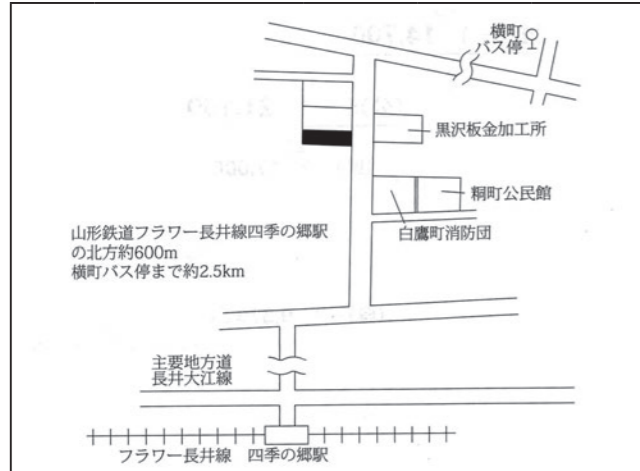 横町
バス停
黒沢板金加工所
粡町公民館
白鷹町消防団
山形鉄道フラワー長井線四季の郷駅
の北方約600m
横町バス停まで約2.5km
主要地方道
長井大江線
フラワー長井線 四季の郷駅